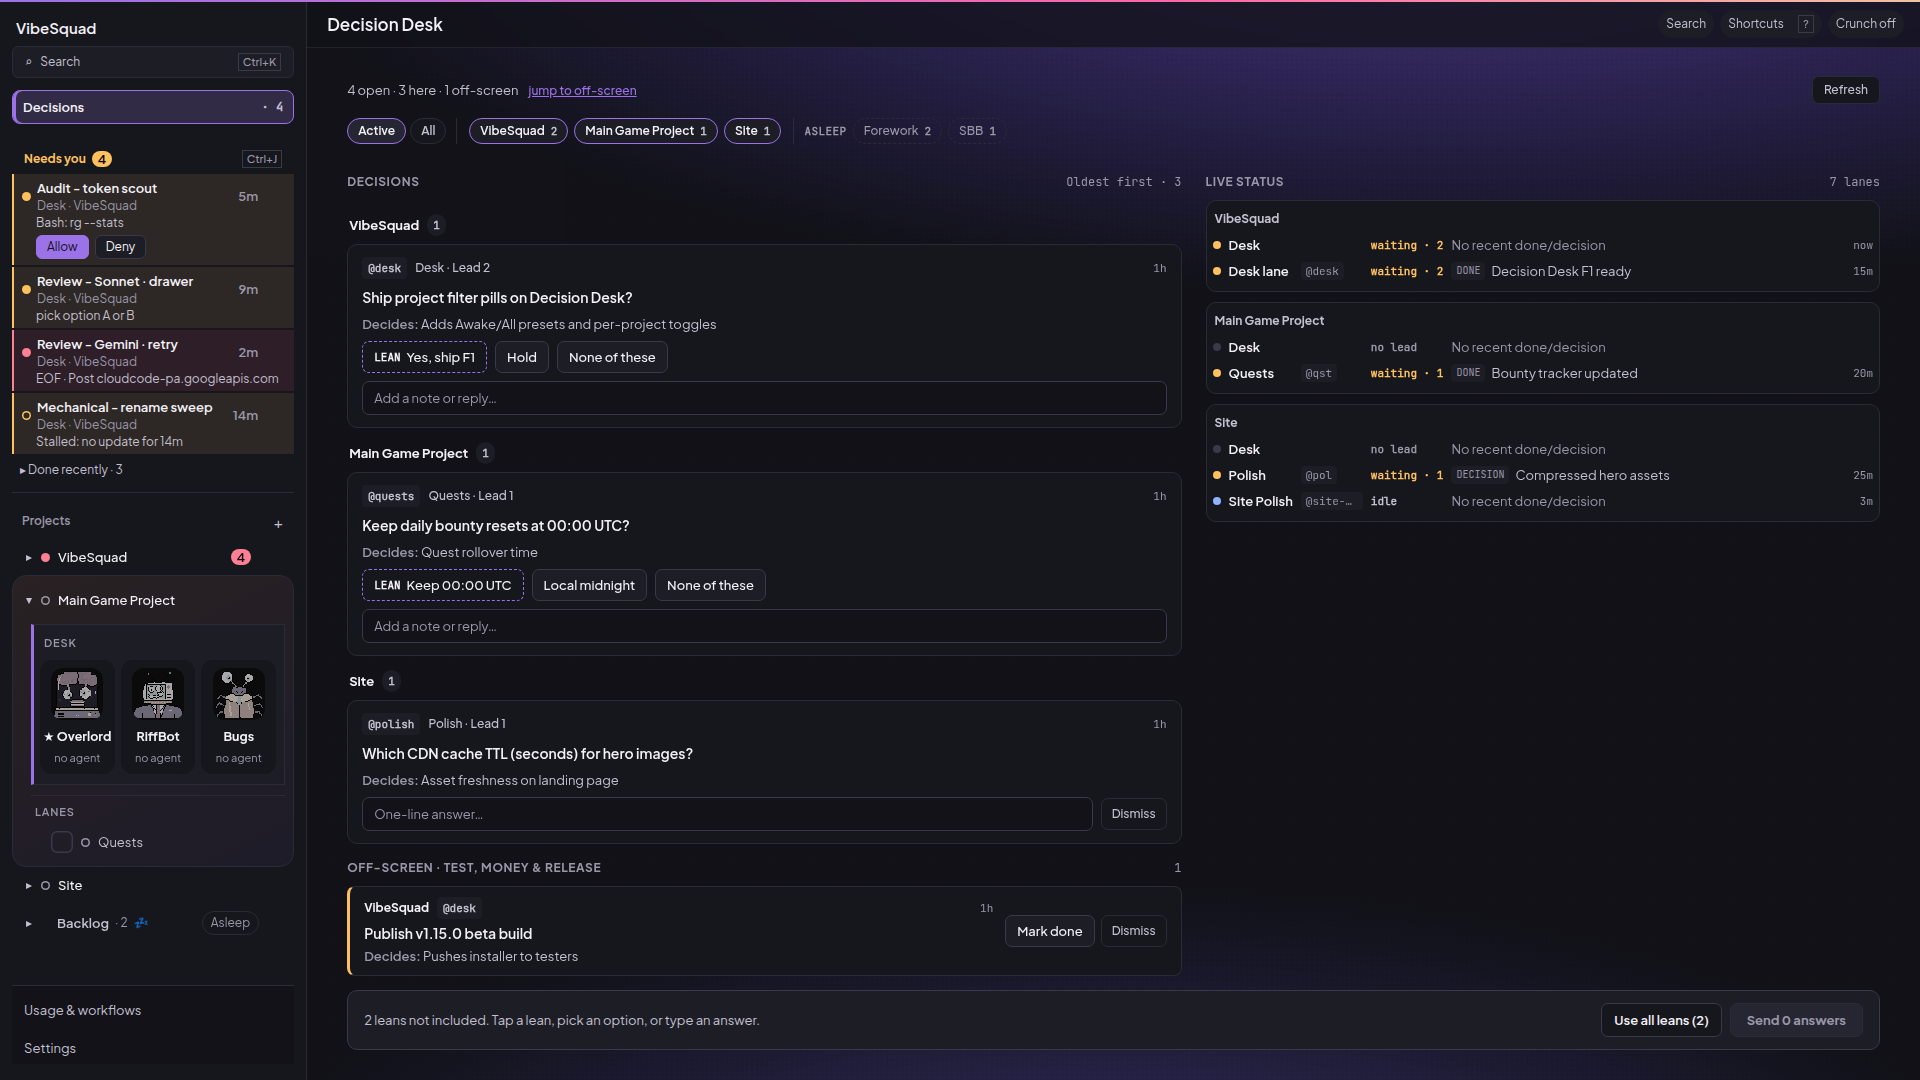 VibeSquad
Search Ctrl+K
Decisions · 4
Needs you 4 Ctrl+J
Audit – token scout 5m
Desk · VibeSquad
Bash: rg --stats
Allow Deny
Review – Sonnet · drawer 9m
Desk · VibeSquad
pick option A or B
Review – Gemini · retry 2m
Desk · VibeSquad
EOF · Post cloudcode-pa.googleapis.com
Mechanical – rename sweep 14m
Desk · VibeSquad
Stalled: no update for 14m
▸ Done recently · 3
Projects +
▸ VibeSquad 4
▾ Main Game Project
DESK
★ Overlord RiffBot Bugs
no agent no agent no agent
LANES
Quests
▸ Site
▸ Backlog · 2 💤 Asleep
Usage & workflows
Settings
Decision Desk Search Shortcuts ? Crunch off
4 open · 3 here · 1 off-screen jump to off-screen Refresh
Active All VibeSquad 2 Main Game Project 1 Site 1 ASLEEP Forework 2 SBB 1
DECISIONS Oldest first · 3
VibeSquad 1
@desk Desk · Lead 2 1h
Ship project filter pills on Decision Desk?
Decides: Adds Awake/All presets and per-project toggles
LEAN Yes, ship F1 Hold None of these
Add a note or reply…
Main Game Project 1
@quests Quests · Lead 1 1h
Keep daily bounty resets at 00:00 UTC?
Decides: Quest rollover time
LEAN Keep 00:00 UTC Local midnight None of these
Add a note or reply…
Site 1
@polish Polish · Lead 1 1h
Which CDN cache TTL (seconds) for hero images?
Decides: Asset freshness on landing page
One-line answer… Dismiss
OFF-SCREEN · TEST, MONEY & RELEASE 1
VibeSquad @desk 1h
Publish v1.15.0 beta build
Decides: Pushes installer to testers
Mark done Dismiss
LIVE STATUS 7 lanes
VibeSquad
Desk waiting · 2 No recent done/decision now
Desk lane @desk waiting · 2 DONE Decision Desk F1 ready 15m
Main Game Project
Desk no lead No recent done/decision
Quests @qst waiting · 1 DONE Bounty tracker updated 20m
Site
Desk no lead No recent done/decision
Polish @pol waiting · 1 DECISION Compressed hero assets 25m
Site Polish @site-… idle No recent done/decision 3m
2 leans not included. Tap a lean, pick an option, or type an answer. Use all leans (2) Send 0 answers